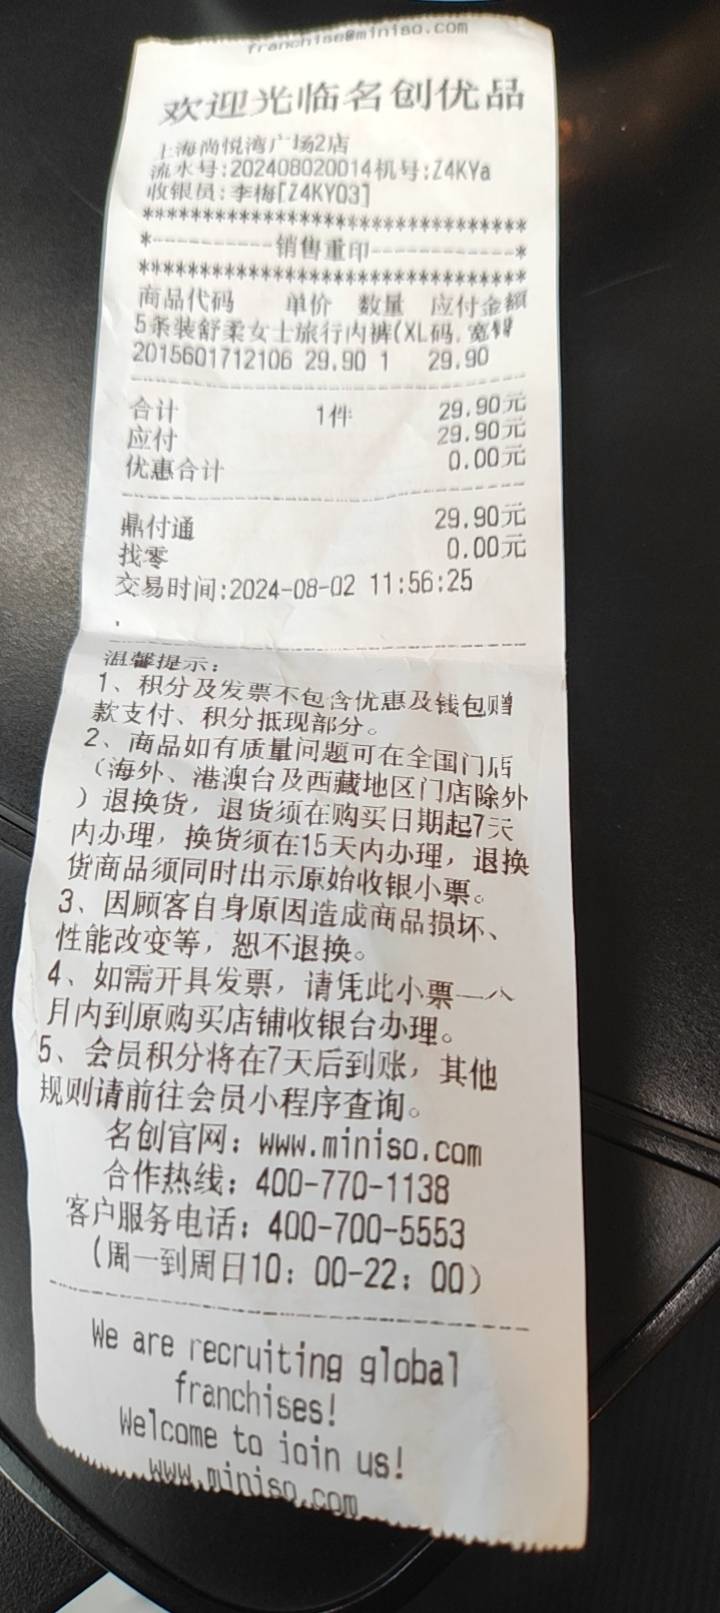 franchise@miniso.com
欢迎光临名创优品
上海尚悦湾广场2店
流水号:202408020014机号:Z4KYa
收银员:李梅[Z4KY03]
********************************
*-----------销售重印-----------*
********************************
商品代码 单价 数量 应付金额
5条装舒柔女士旅行内裤(XL码,宽
2015601712106 29.90 1 29.90
合计 1件 29.90元
应付 29.90元
优惠合计 0.00元
鼎付通 29.90元
找零 0.00元
交易时间:2024-08-02 11:56:25
.
温馨提示:
1、积分及发票不包含优惠及钱包赠
款支付、积分抵现部分。
2、商品如有质量问题可在全国门店
(海外、港澳台及西藏地区门店除外
)退换货，退货须在购买日期起7天
内办理，换货须在15天内办理，退换
货商品须同时出示原始收银小票。
3、因顾客自身原因造成商品损坏、
性能改变等，恕不退换。
4、如需开具发票，请凭此小票一个
月内到原购买店铺收银台办理。
5、会员积分将在7天后到账，其他
规则请前往会员小程序查询。
名创官网：www.miniso.com
合作热线：400-770-1138
客户服务电话：400-700-5553
(周一到周日10：00-22：00)
We are recruiting global
franchises!
Welcome to join us!
www.miniso.com